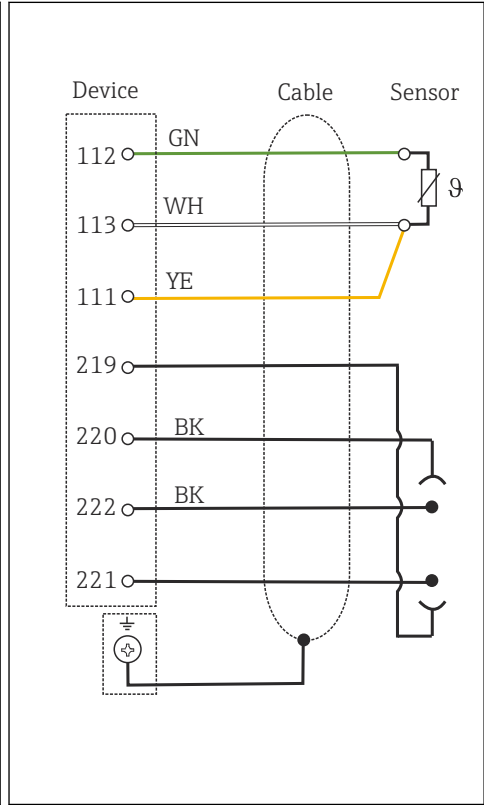 Device Cable Sensor
GN
112
WH
113
ϑ
YE
111
219
BK
220
BK
222
221